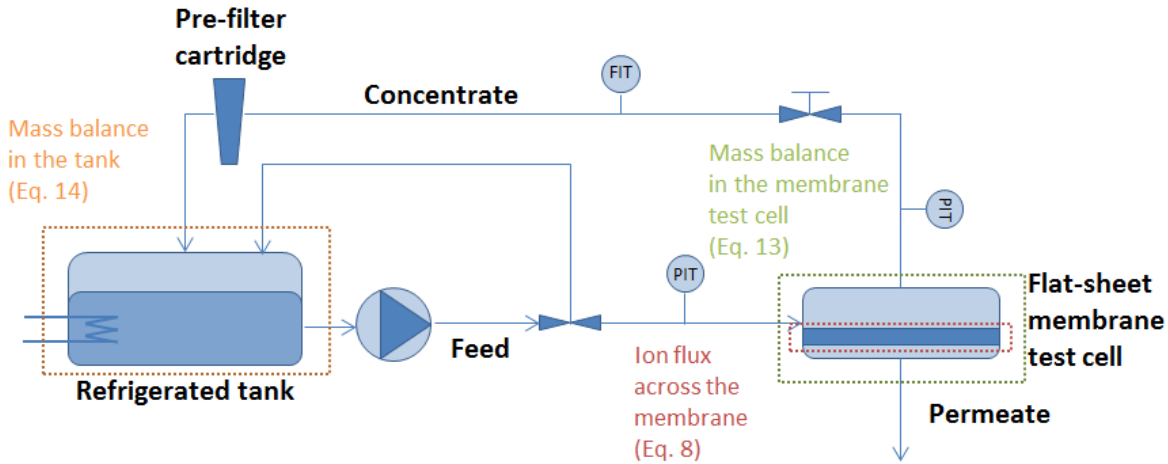 Pre-filter
cartridge
FIT
Concentrate
Mass balance
in the tank
(Eq. 14)
Mass balance
in the membrane
test cell
(Eq. 13)
PIT
PIT
Flat-sheet
membrane
test cell
Feed
Refrigerated tank
Ion flux
across the
membrane
(Eq. 8)
Permeate